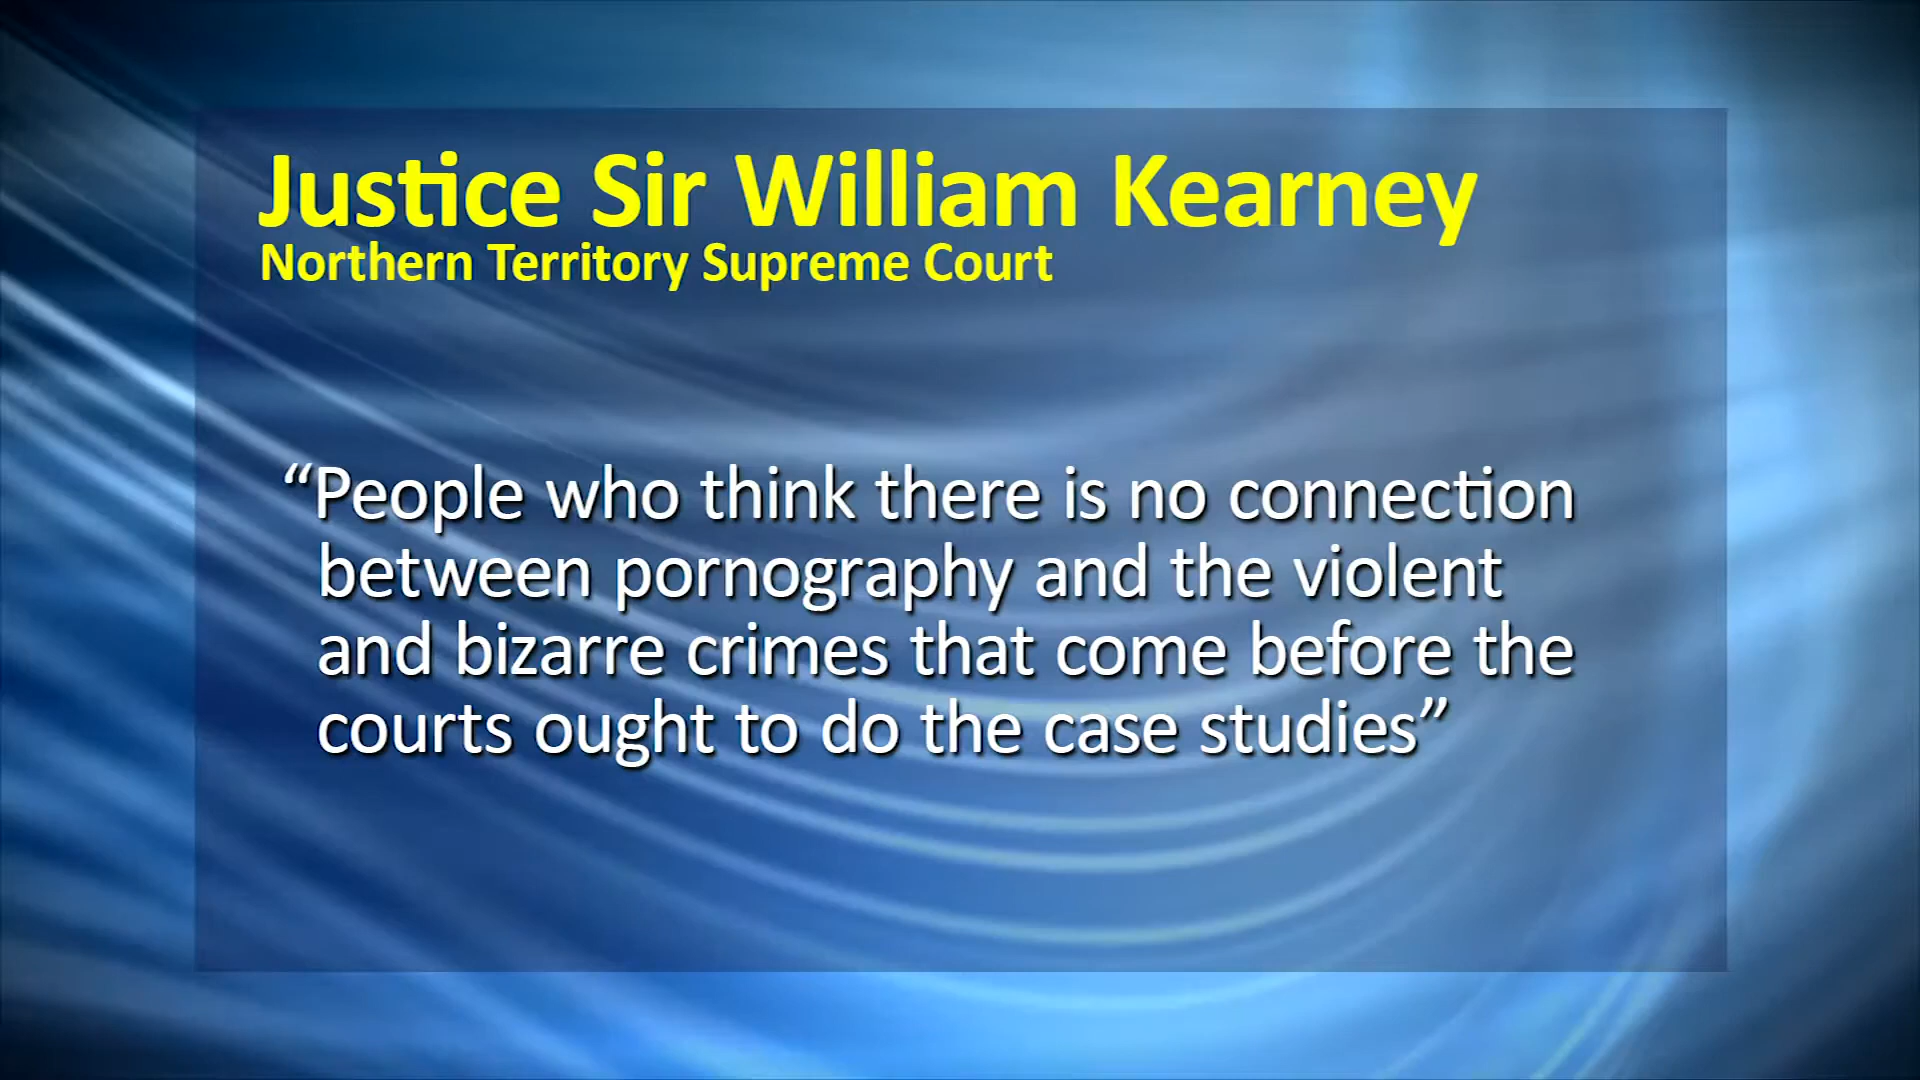 Justice Sir William Kearney
Northern Territory Supreme Court
“People who think there is no connection
between pornography and the violent
and bizarre crimes that come before the
courts ought to do the case studies”